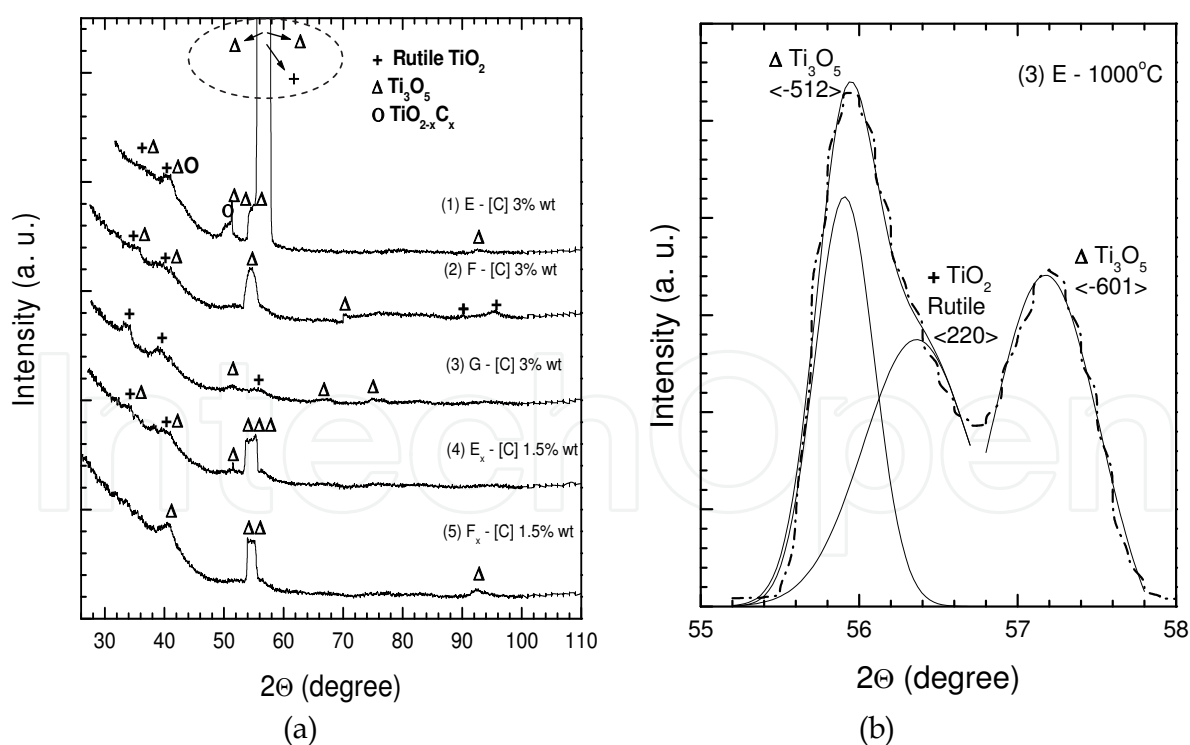 + Rutile TiO₂
Δ Ti₃O₅
O TiO₂₋ₓCₓ
Δ Δ
+
+Δ
+ΔO
O Δ Δ Δ
(1) E - [C] 3% wt
Δ
+Δ +Δ
Δ
(2) F - [C] 3% wt
Δ + +
+ +
(3) G - [C] 3% wt
Δ + Δ Δ
+Δ +Δ
ΔΔΔ
Δ
(4) Eₓ - [C] 1.5% wt
Δ
ΔΔ
(5) Fₓ - [C] 1.5% wt
Δ
Intensity (a. u.)
30 40 50 60 70 80 90 100 110
2Θ (degree)
(a)
Δ Ti₃O₅
<-512>
(3) E - 1000°C
+ TiO₂
Rutile
<220>
Δ Ti₃O₅
<-601>
Intensity (a. u.)
55 56 57 58
2Θ (degree)
(b)
IntechOpen